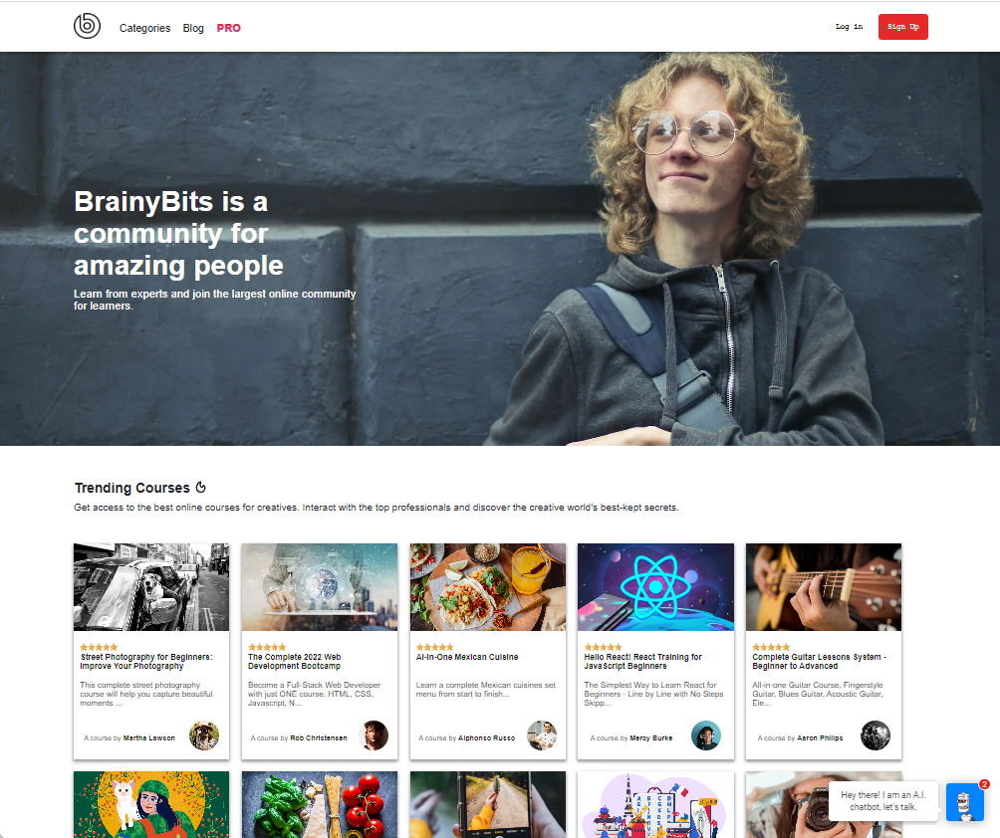 Categories Blog PRO
Log in Sign Up
BrainyBits is a
community for
amazing people
Learn from experts and join the largest online community
for learners.
Trending Courses
Get access to the best online courses for creatives. Interact with the top professionals and discover the creative world's best-kept secrets.
Street Photography for Beginners:
Improve Your Photography
This complete street photography
course will help you capture beautiful
moments ...
A course by Martha Lawson
The Complete 2022 Web
Development Bootcamp
Become a Full-Stack Web Developer
with just ONE course. HTML, CSS,
Javascript, N...
A course by Rob Christensen
Al-in-One Mexican Cuisine
Learn a complete Mexican cuisines set
menu from start to finish...
A course by Alphonso Russo
Hello React! React Training for
JavaScript Beginners
The Simplest Way to Learn React for
Beginners - Line by Line with No Steps
Skipp...
A course by Meroy Burke
Complete Guitar Lessons System -
Beginner to Advanced
All-in-one Guitar Course, Fingerstyle
Guitar, Blues Guitar, Acoustic Guitar,
Ele...
A course by Aaron Philips
Hey there! I am an A.I.
chatbot, let's talk.
2